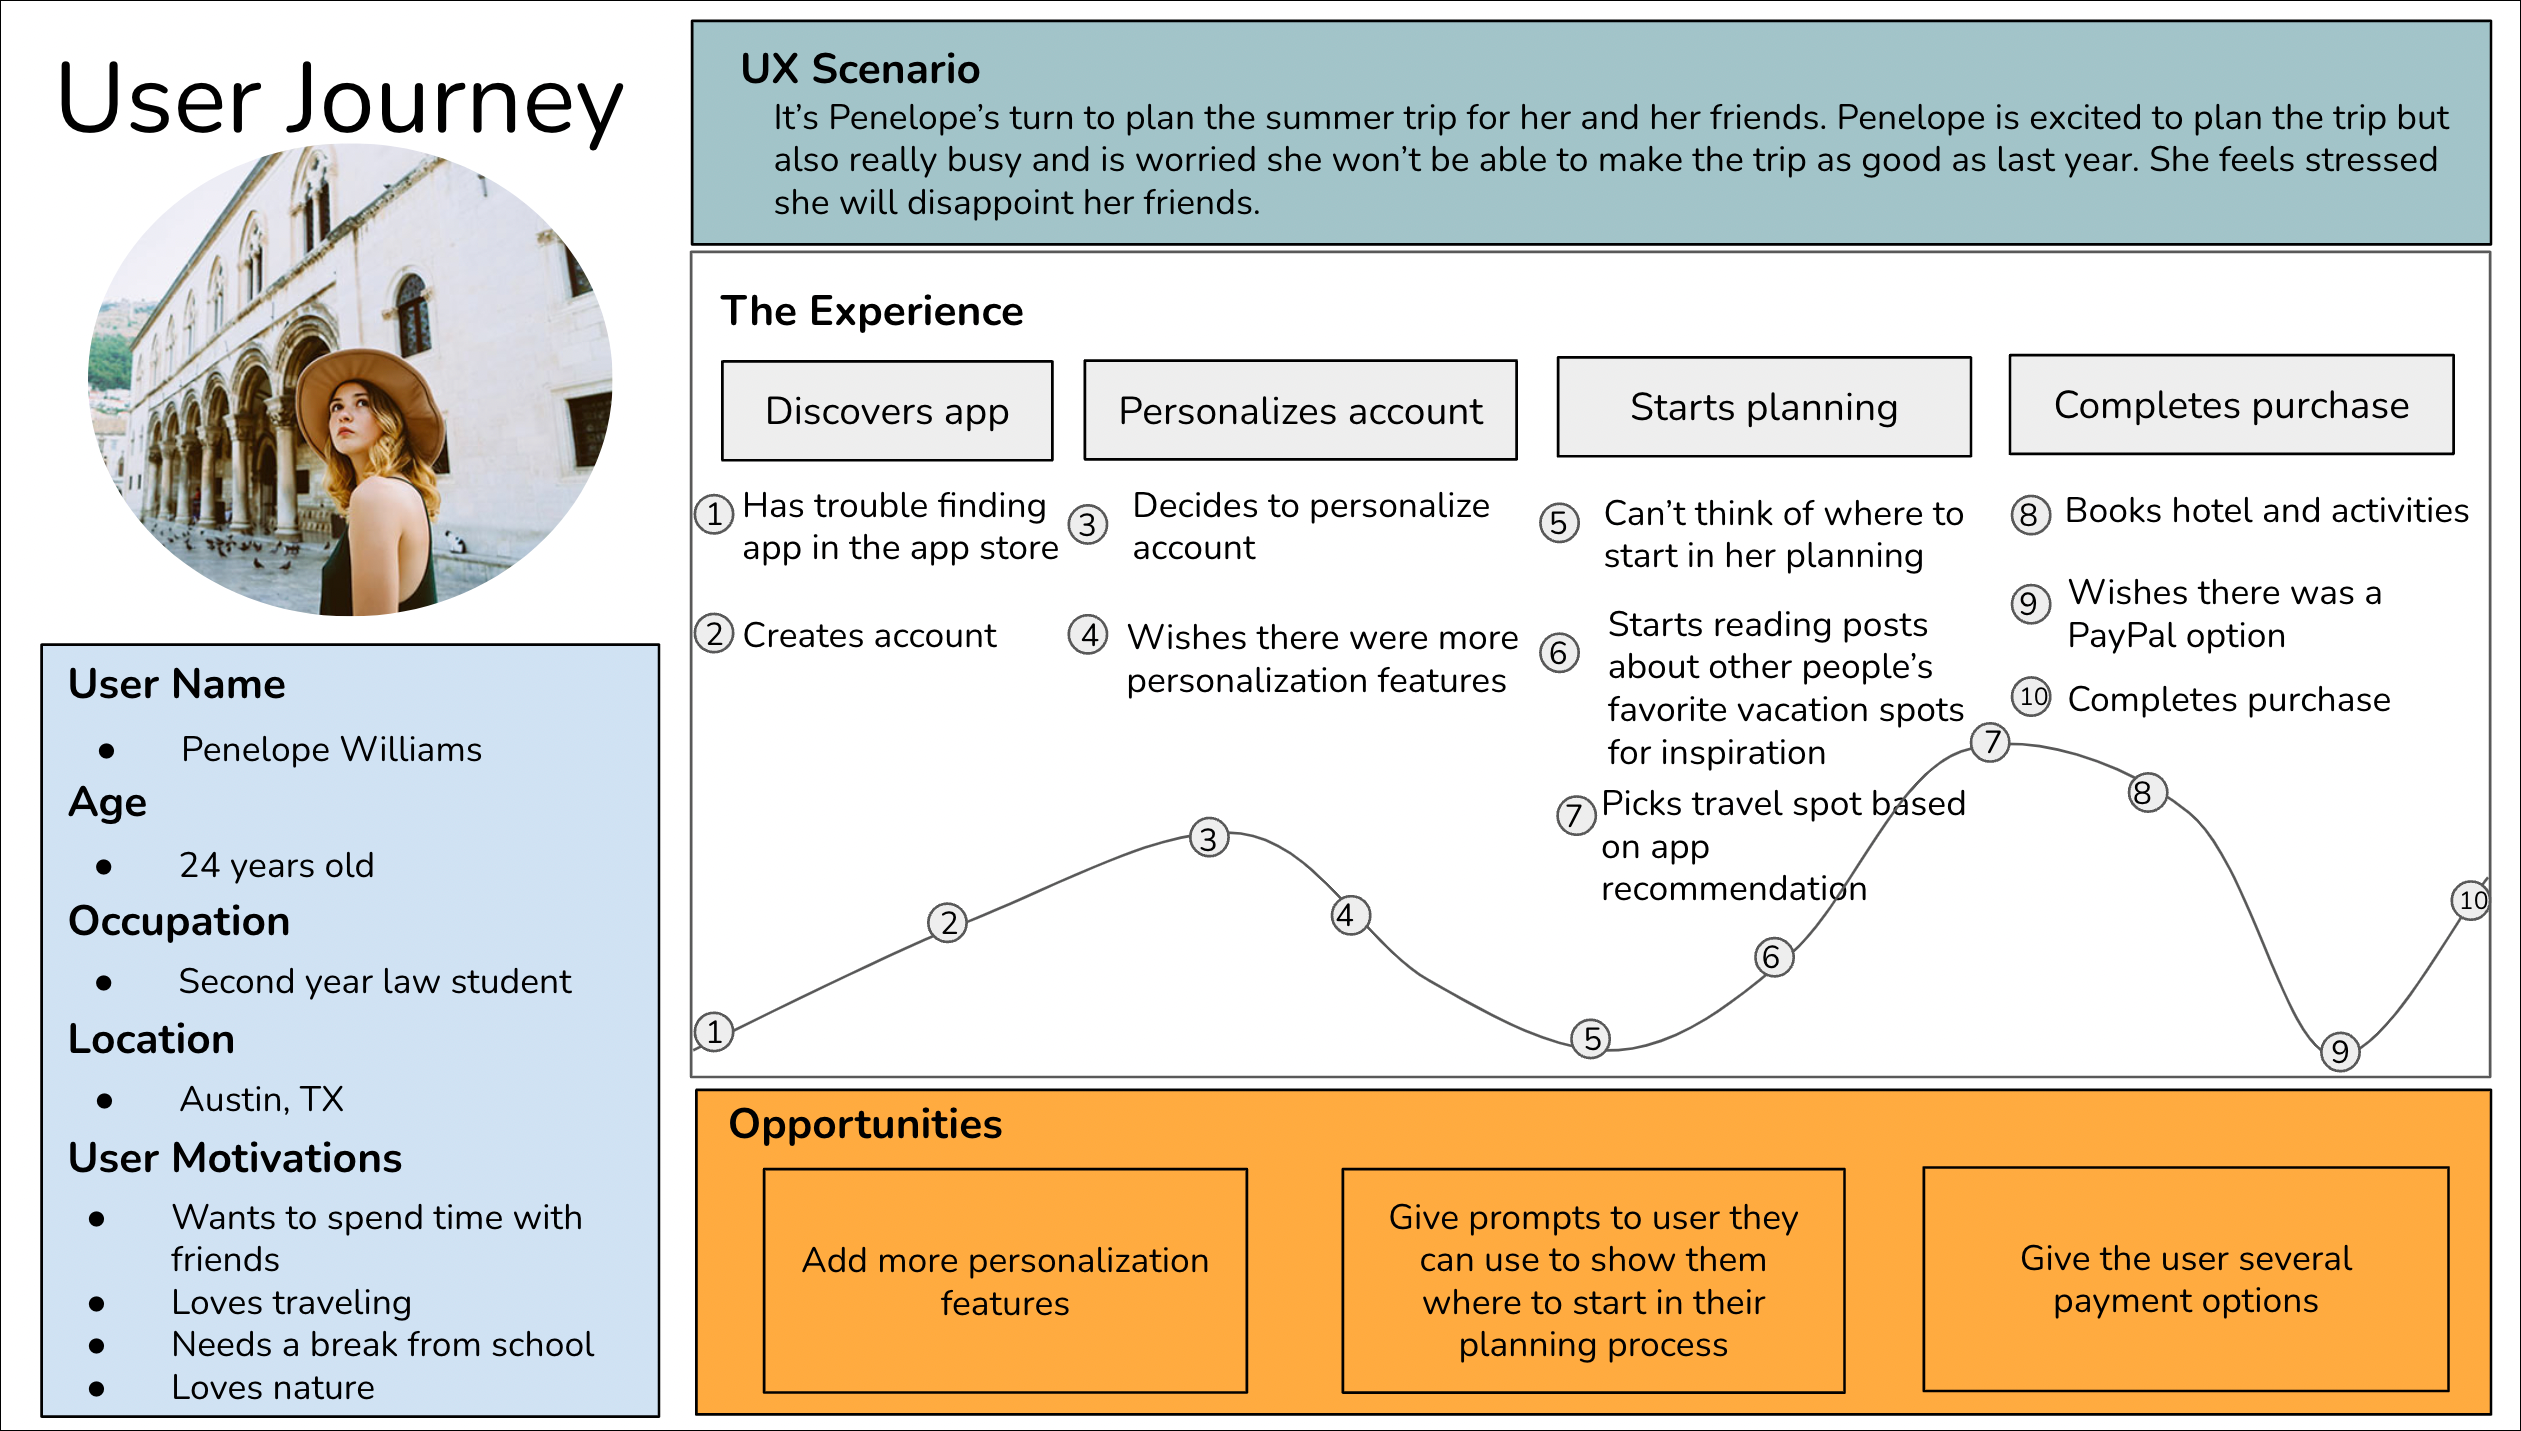 User Journey
User Name
● Penelope Williams
Age
● 24 years old
Occupation
● Second year law student
Location
● Austin, TX
User Motivations
● Wants to spend time with
friends
● Loves traveling
● Needs a break from school
● Loves nature
UX Scenario
It’s Penelope’s turn to plan the summer trip for her and her friends. Penelope is excited to plan the trip but
also really busy and is worried she won’t be able to make the trip as good as last year. She feels stressed
she will disappoint her friends.
The Experience
Discovers app
1 Has trouble finding
app in the app store
2 Creates account
Personalizes account
3 Decides to personalize
account
4 Wishes there were more
personalization features
Starts planning
5 Can’t think of where to
start in her planning
6 Starts reading posts
about other people’s
favorite vacation spots
for inspiration
7 Picks travel spot based
on app
recommendation
Completes purchase
8 Books hotel and activities
9 Wishes there was a
PayPal option
10 Completes purchase
1
2
3
4
5
6
7
8
9
10
Opportunities
Add more personalization
features
Give prompts to user they
can use to show them
where to start in their
planning process
Give the user several
payment options